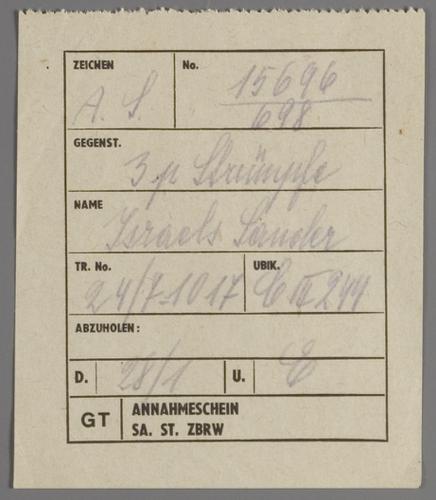 ZEICHEN No. 15696
A. S. 698
GEGENST.
3 p Strümpfe
NAME
Israels Sander
TR. No. UBIK.
24/7-1017 C III 244
ABZUHOLEN:
D. 28/1 U. E
GT ANNAHMESCHEIN
SA. ST. ZBRW